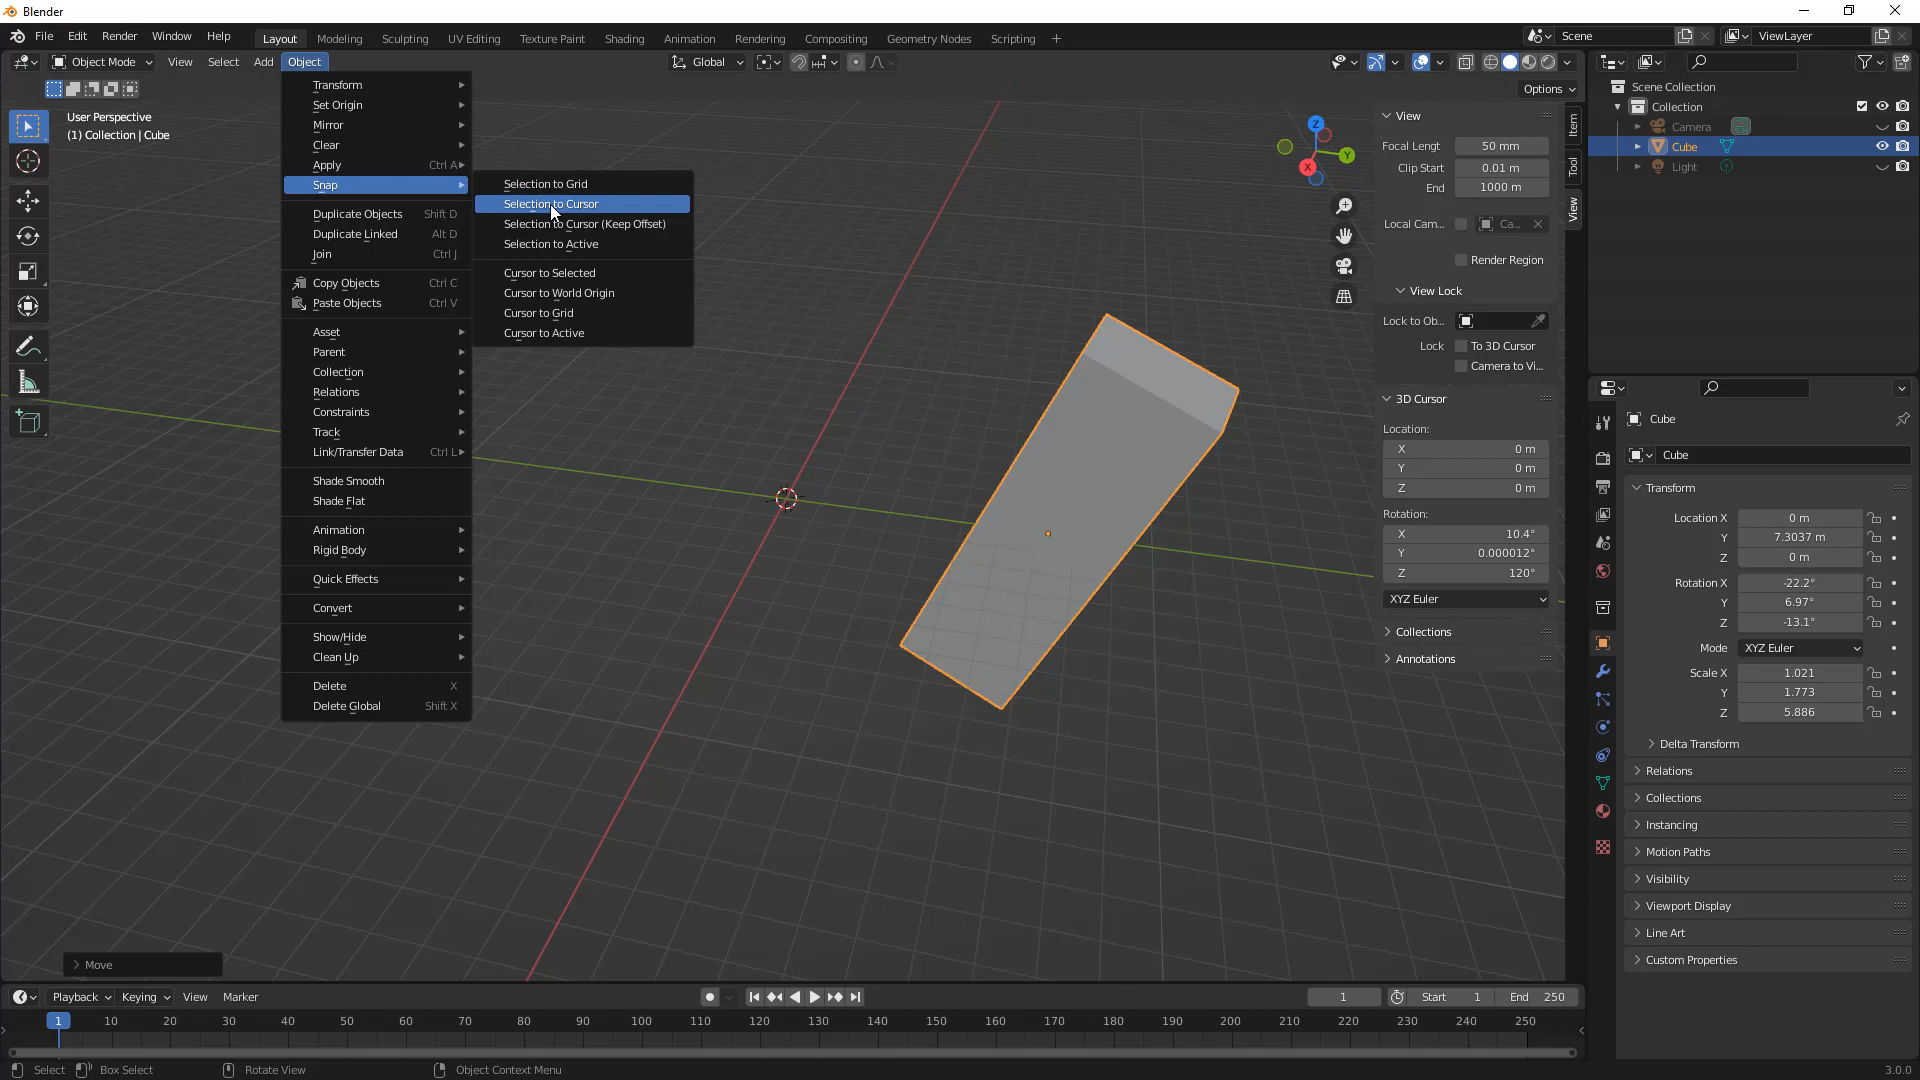 Blender
File Edit Render Window Help
Layout Modeling Sculpting UV Editing Texture Paint Shading Animation Rendering Compositing Geometry Nodes Scripting +
Scene
ViewLayer
Object Mode View Select Add Object
Global
Options
User Perspective
(1) Collection | Cube
Transform
Set Origin
Mirror
Clear
Apply Ctrl A
Snap
Duplicate Objects Shift D
Duplicate Linked Alt D
Join Ctrl J
Copy Objects Ctrl C
Paste Objects Ctrl V
Asset
Parent
Collection
Relations
Constraints
Track
Link/Transfer Data Ctrl L
Shade Smooth
Shade Flat
Animation
Rigid Body
Quick Effects
Convert
Show/Hide
Clean Up
Delete X
Delete Global Shift X
Selection to Grid
Selection to Cursor
Selection to Cursor (Keep Offset)
Selection to Active
Cursor to Selected
Cursor to World Origin
Cursor to Grid
Cursor to Active
Z
Y
X
View
Focal Length 50 mm
Clip Start 0.01 m
End 1000 m
Local Cam... Ca...
Render Region
View Lock
Lock to Ob...
Lock To 3D Cursor
Camera to Vi...
3D Cursor
Location:
X 0 m
Y 0 m
Z 0 m
Rotation:
X 10.4°
Y 0.000012°
Z 120°
XYZ Euler
Collections
Annotations
Item
Tool
View
Scene Collection
Collection
Camera
Cube
Light
Cube
Cube
Transform
Location X 0 m
Y 7.3037 m
Z 0 m
Rotation X -22.2°
Y 6.97°
Z -13.1°
Mode XYZ Euler
Scale X 1.021
Y 1.773
Z 5.886
Delta Transform
Relations
Collections
Instancing
Motion Paths
Visibility
Viewport Display
Line Art
Custom Properties
Move
Playback Keying View Marker
1 Start 1 End 250
1 10 20 30 40 50 60 70 80 90 100 110 120 130 140 150 160 170 180 190 200 210 220 230 240 250
Select Box Select Rotate View Object Context Menu 3.0.0